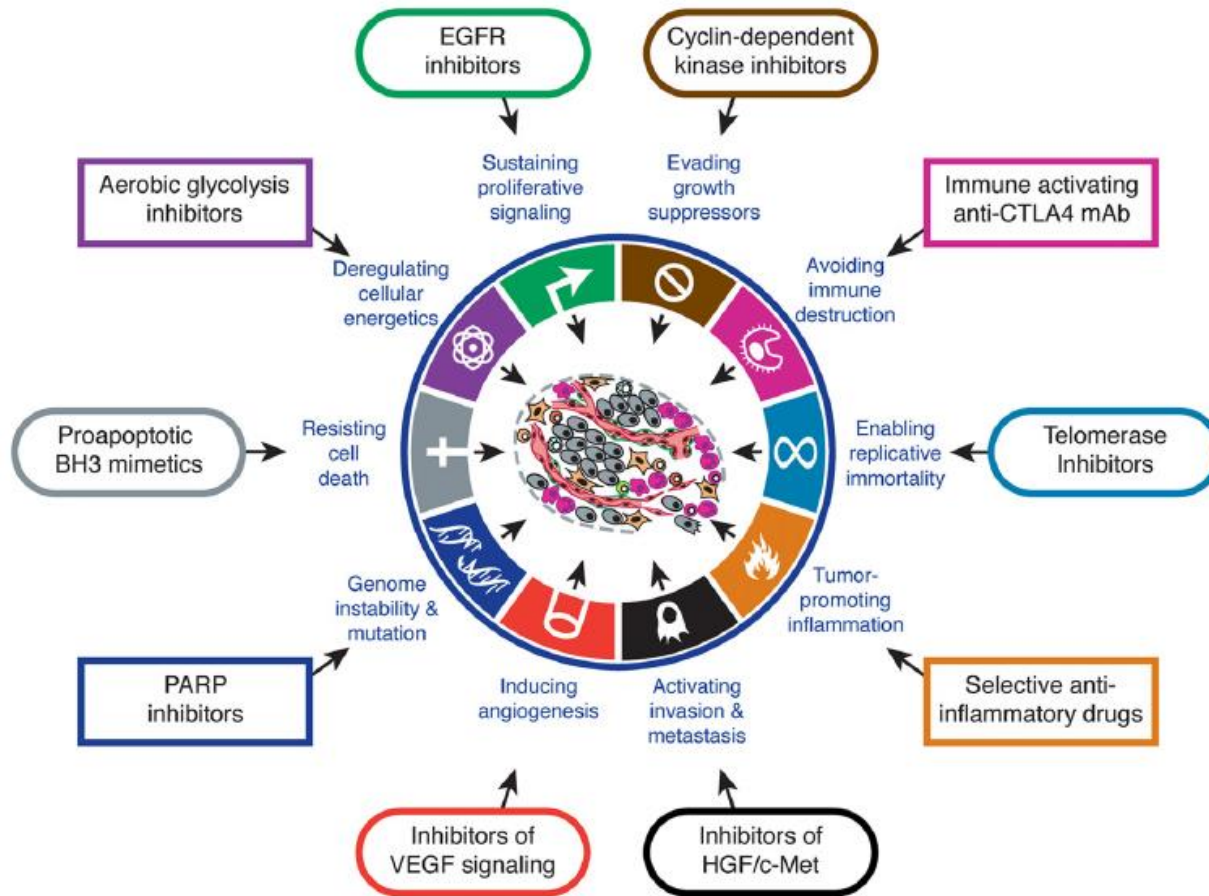 EGFR
inhibitors
Cyclin-dependent
kinase inhibitors
Sustaining
proliferative
signaling
Evading
growth
suppressors
Aerobic glycolysis
inhibitors
Immune activating
anti-CTLA4 mAb
Deregulating
cellular
energetics
Avoiding
immune
destruction
Proapoptotic
BH3 mimetics
Resisting
cell
death
Enabling
replicative
immortality
Telomerase
Inhibitors
Genome
instability &
mutation
Tumor-
promoting
inflammation
PARP
inhibitors
Inducing
angiogenesis
Activating
invasion &
metastasis
Selective anti-
inflammatory drugs
Inhibitors of
VEGF signaling
Inhibitors of
HGF/c-Met